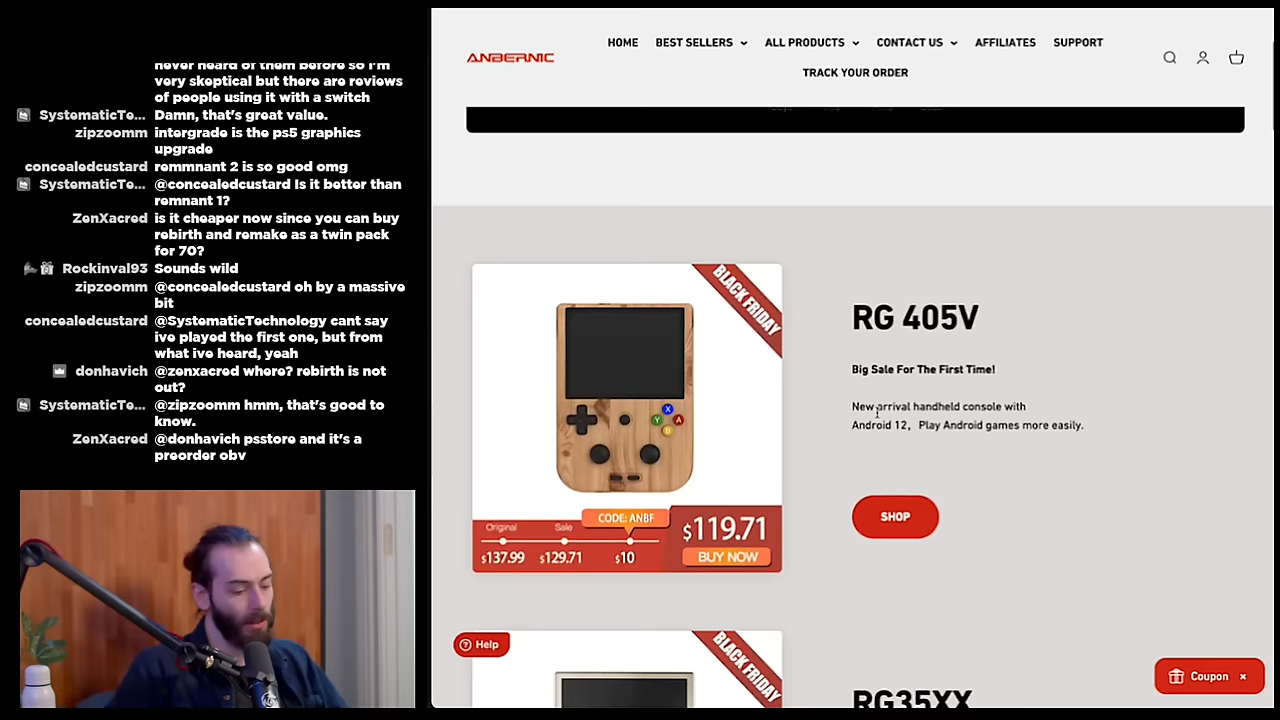 never heard of them before so I'm
very skeptical but there are reviews
of people using it with a switch
SystematicTe... Damn, that's great value.
zipzoomm intergrade is the ps5 graphics
upgrade
concealedcustard remmnant 2 is so good omg
SystematicTe... @concealedcustard Is it better than
remnant 1?
ZenXacred is it cheaper now since you can buy
rebirth and remake as a twin pack
for 70?
Rockinval93 Sounds wild
zipzoomm @concealedcustard oh by a massive
bit
concealedcustard @SystematicTechnology cant say
ive played the first one, but from
what ive heard, yeah
donhavich @zenxacred where? rebirth is not
out?
SystematicTe... @zipzoomm hmm, that's good to
know.
ZenXacred @donhavich psstore and it's a
preorder obv
ANBERNIC
HOME BEST SELLERS ALL PRODUCTS CONTACT US AFFILIATES SUPPORT
TRACK YOUR ORDER
BLACK FRIDAY
X
Y A
B
CODE: ANBF
Original Sale
$137.99 $129.71 $10
$119.71
BUY NOW
RG 405V
Big Sale For The First Time!
New arrival handheld console with
Android 12, Play Android games more easily.
SHOP
Help
BLACK FRIDAY
RG35XX
Coupon ×